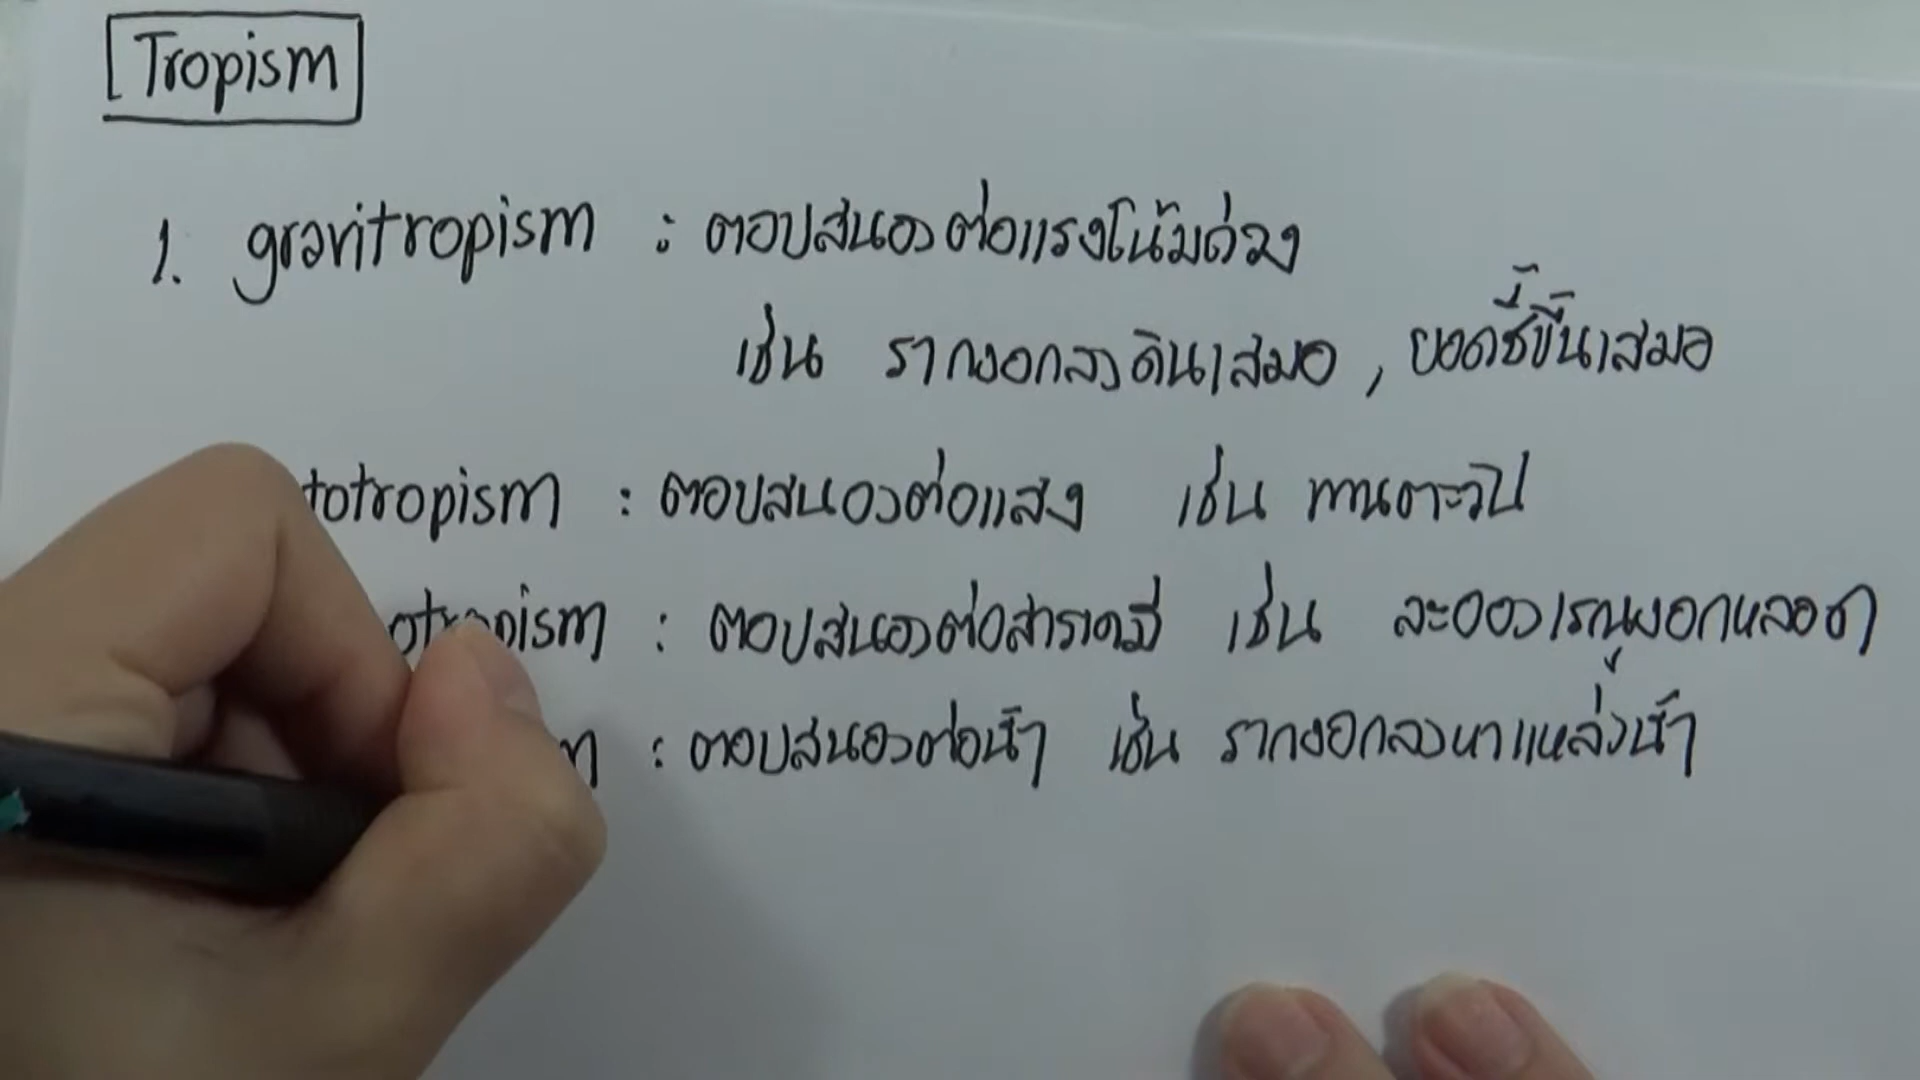 Tropism
1. gravitropism : ตอบสนองต่อแรงโน้มถ่วง
เช่น รากงอกลงดินเสมอ , ยอดชี้ขึ้นเสมอ
totropism : ตอบสนองต่อแสง เช่น ทานตะวัน
otropism : ตอบสนองต่อสารเคมี เช่น ละอองเรณูงอกหลอด
m : ตอบสนองต่อน้ำ เช่น รากงอกลงหาแหล่งน้ำ